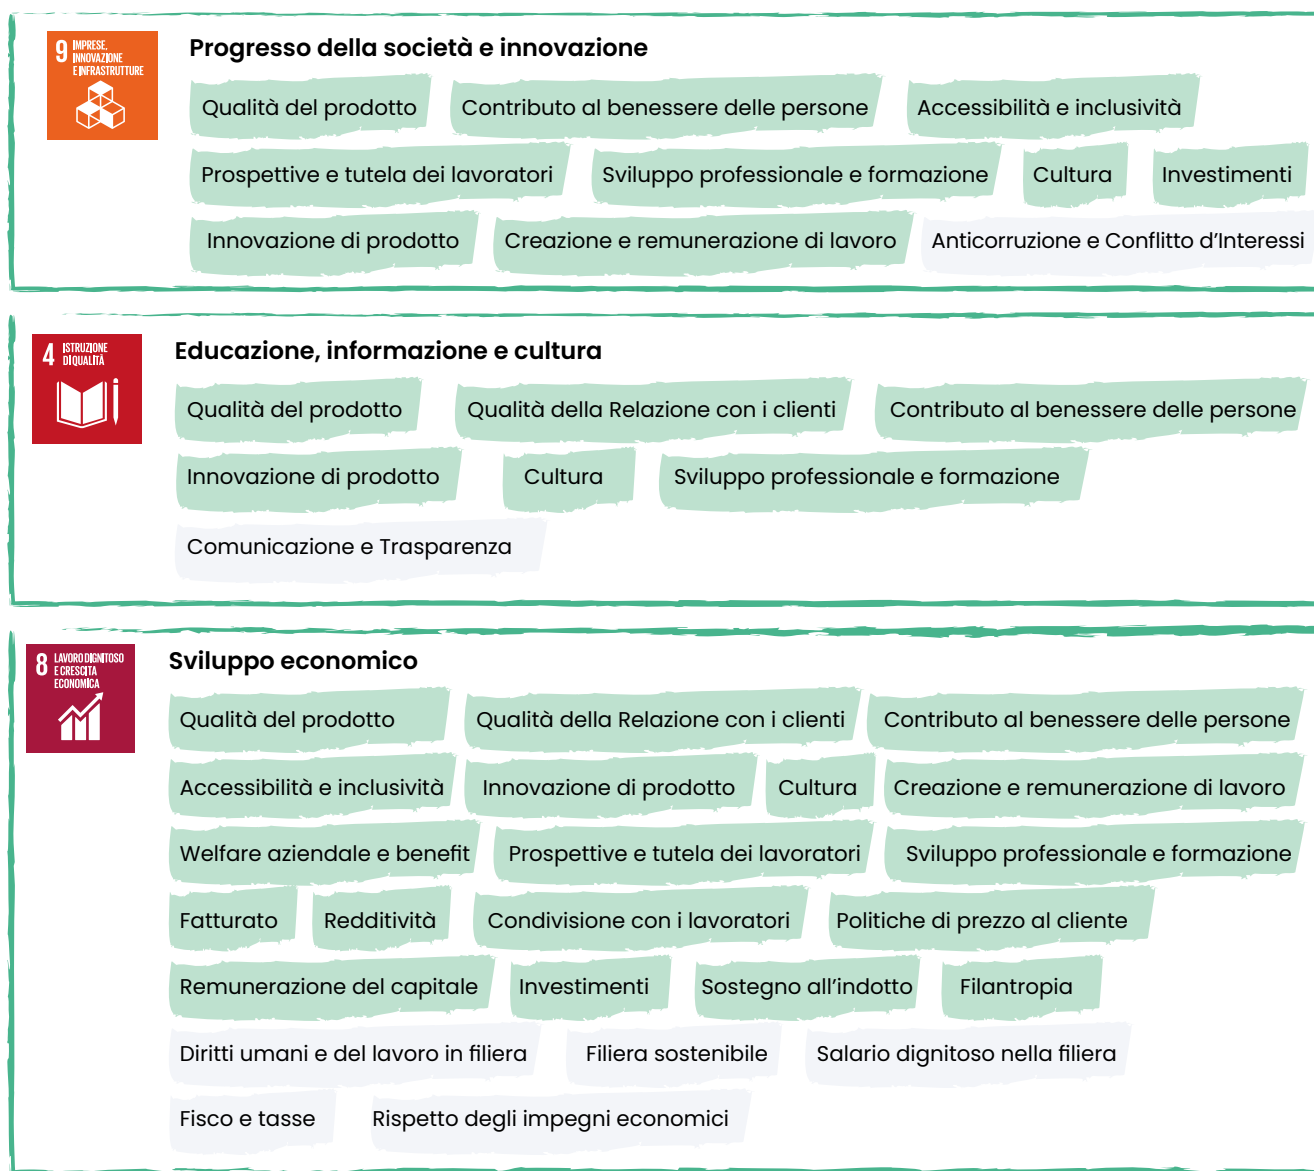 9 IMPRESE, INNOVAZIONE E INFRASTRUTTURE
Progresso della società e innovazione
Qualità del prodotto Contributo al benessere delle persone Accessibilità e inclusività
Prospettive e tutela dei lavoratori Sviluppo professionale e formazione Cultura Investimenti
Innovazione di prodotto Creazione e remunerazione di lavoro Anticorruzione e Conflitto d'Interessi
4 ISTRUZIONE DI QUALITÀ
Educazione, informazione e cultura
Qualità del prodotto Qualità della Relazione con i clienti Contributo al benessere delle persone
Innovazione di prodotto Cultura Sviluppo professionale e formazione
Comunicazione e Trasparenza
8 LAVORO DIGNITOSO E CRESCITA ECONOMICA
Sviluppo economico
Qualità del prodotto Qualità della Relazione con i clienti Contributo al benessere delle persone
Accessibilità e inclusività Innovazione di prodotto Cultura Creazione e remunerazione di lavoro
Welfare aziendale e benefit Prospettive e tutela dei lavoratori Sviluppo professionale e formazione
Fatturato Redditività Condivisione con i lavoratori Politiche di prezzo al cliente
Remunerazione del capitale Investimenti Sostegno all'indotto Filantropia
Diritti umani e del lavoro in filiera Filiera sostenibile Salario dignitoso nella filiera
Fisco e tasse Rispetto degli impegni economici